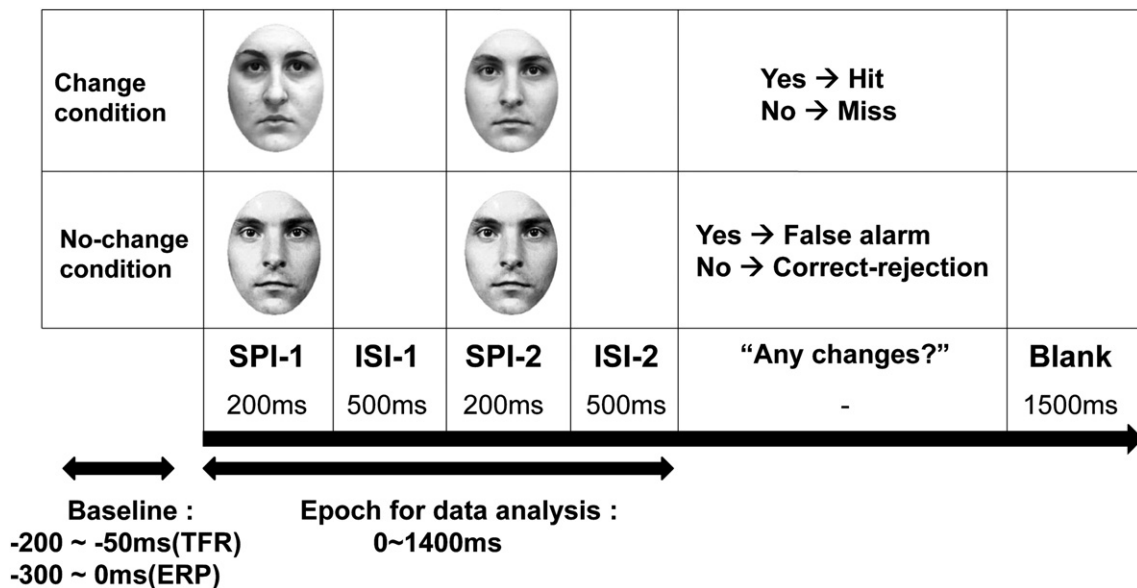 Change
condition
Yes → Hit
No → Miss
No-change
condition
Yes → False alarm
No → Correct-rejection
SPI-1
ISI-1
SPI-2
ISI-2
“Any changes?”
Blank
200ms
500ms
200ms
500ms
-
1500ms
Baseline :
-200 ~ -50ms(TFR)
-300 ~ 0ms(ERP)
Epoch for data analysis :
0~1400ms